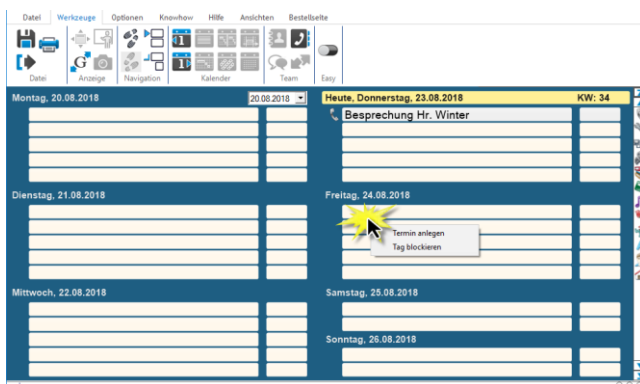 Datei Werkzeuge Optionen Knowhow Hilfe Ansichten Bestellseite
G 1 1
Datei Anzeige Navigation Kalender Team Easy
Montag, 20.08.2018 20.08.2018
Heute, Donnerstag, 23.08.2018 KW: 34
Besprechung Hr. Winter
Dienstag, 21.08.2018
Freitag, 24.08.2018
Termin anlegen
Tag blockieren
Mittwoch, 22.08.2018
Samstag, 25.08.2018
Sonntag, 26.08.2018